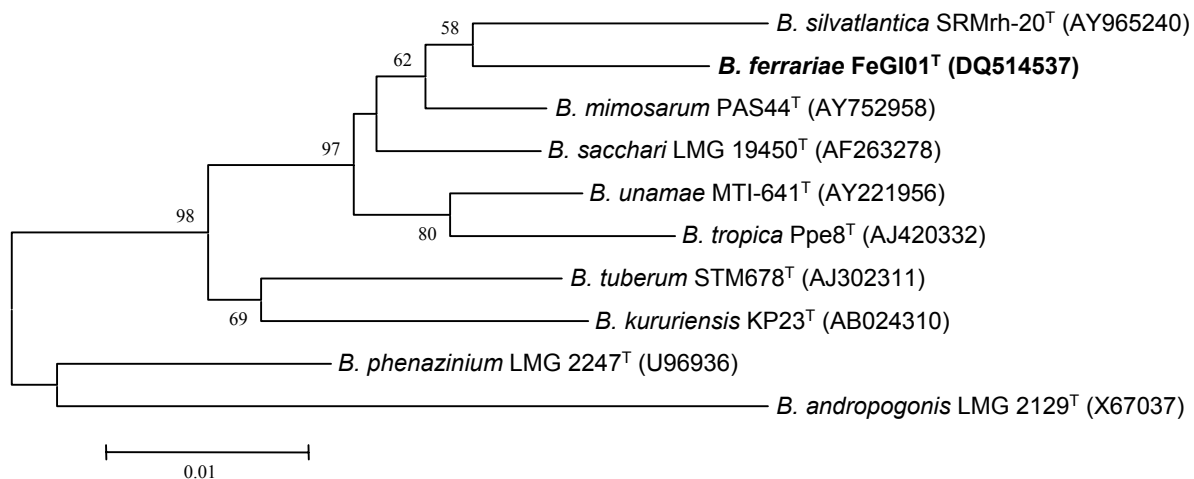 58
B. silvatlantica SRMrh-20ᵀ (AY965240)
B. ferrariae FeGl01ᵀ (DQ514537)
62
B. mimosarum PAS44ᵀ (AY752958)
97
B. sacchari LMG 19450ᵀ (AF263278)
B. unamae MTI-641ᵀ (AY221956)
98
80
B. tropica Ppe8ᵀ (AJ420332)
B. tuberum STM678ᵀ (AJ302311)
69
B. kururiensis KP23ᵀ (AB024310)
B. phenazinium LMG 2247ᵀ (U96936)
B. andropogonis LMG 2129ᵀ (X67037)
0.01